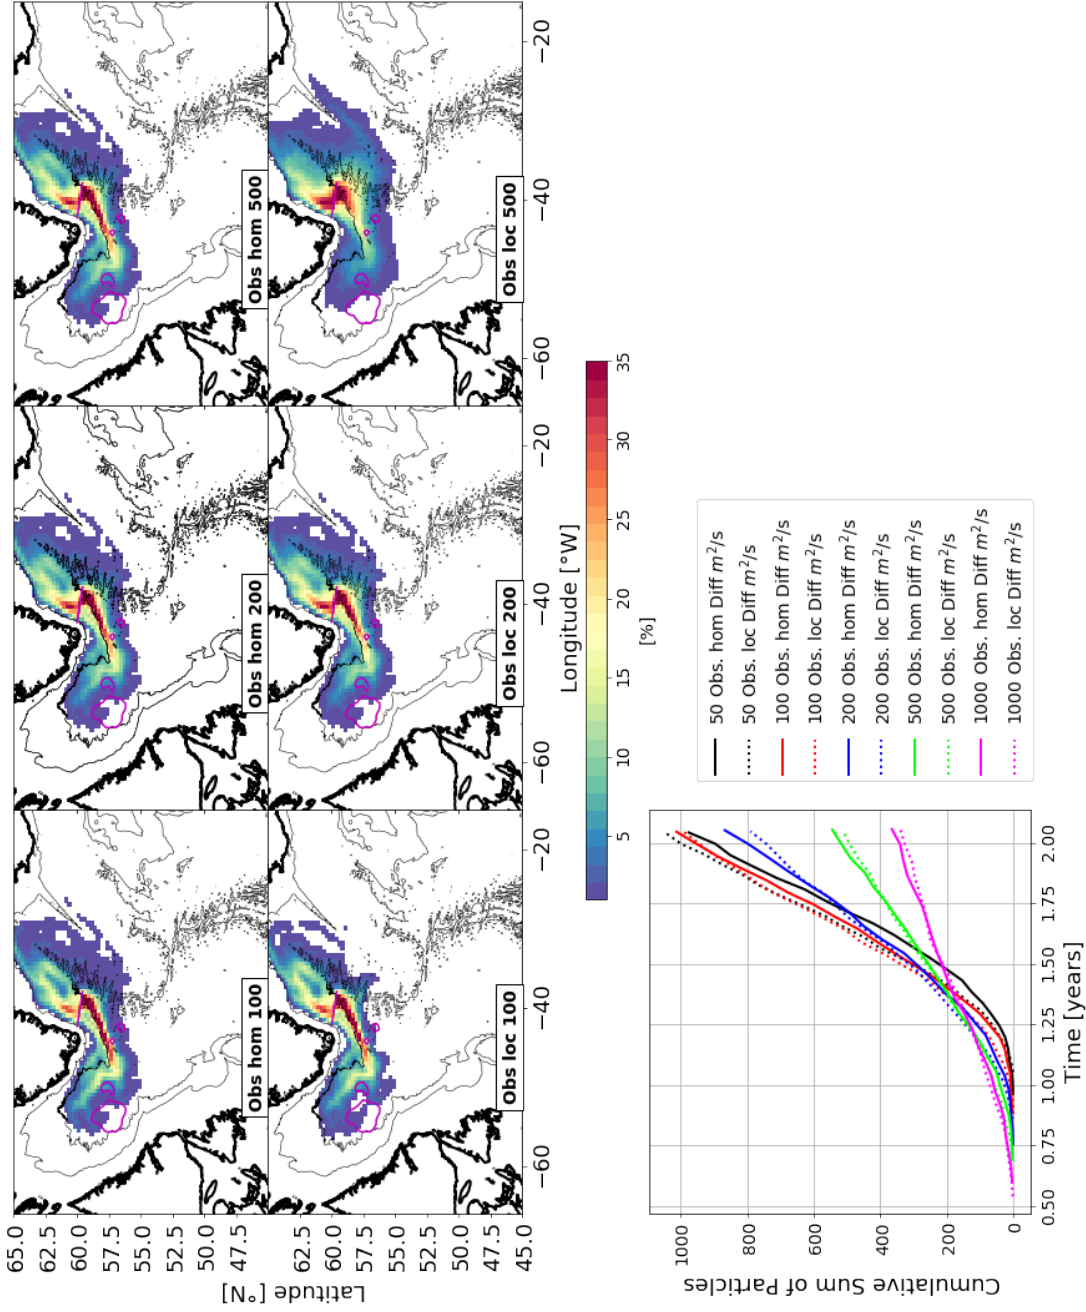 65.0
62.5
60.0
57.5
55.0
52.5
50.0
47.5
Obs hom 100
Obs hom 200
Obs hom 500
65.0
62.5
60.0
57.5
55.0
52.5
50.0
47.5
45.0
Obs loc 100
Obs loc 200
Obs loc 500
Latitude [°N]
−60
−40
−20
−60
−40
−20
−60
−40
−20
Longitude [°W]
5
10
15
20
25
30
35
[%]
1000
800
600
400
200
0
Cumulative Sum of Particles
0.50
0.75
1.00
1.25
1.50
1.75
2.00
Time [years]
50 Obs. hom Diff m²/s
50 Obs. loc Diff m²/s
100 Obs. hom Diff m²/s
100 Obs. loc Diff m²/s
200 Obs. hom Diff m²/s
200 Obs. loc Diff m²/s
500 Obs. hom Diff m²/s
500 Obs. loc Diff m²/s
1000 Obs. hom Diff m²/s
1000 Obs. loc Diff m²/s